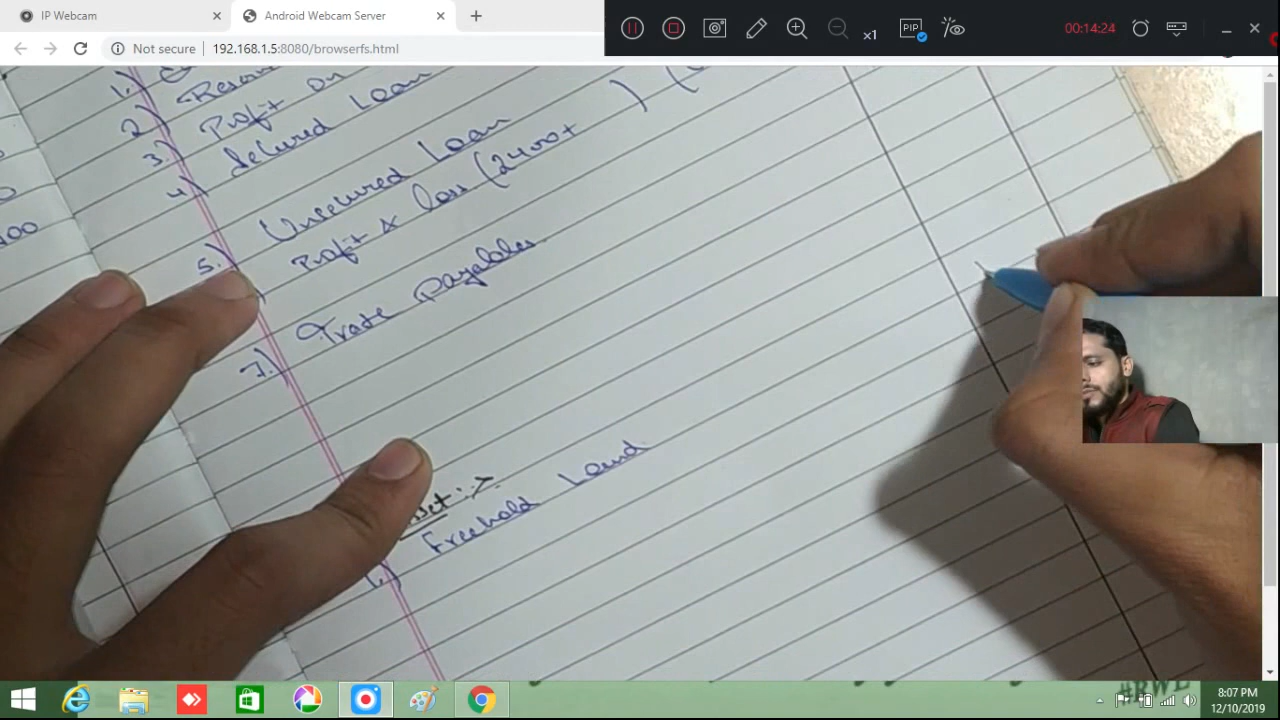 IP Webcam
Android Webcam Server
Not secure
192.168.1.5:8080/browserfs.html
x1
PIP
00:14:24
1.)
2)
3.) Profit on
4.) Secured Loan
5.) Unsecured Loan
Profit & loss (2400+ ) (
7.) Trade Payables
:->
1.) Freehold Land
8:07 PM
12/10/2019